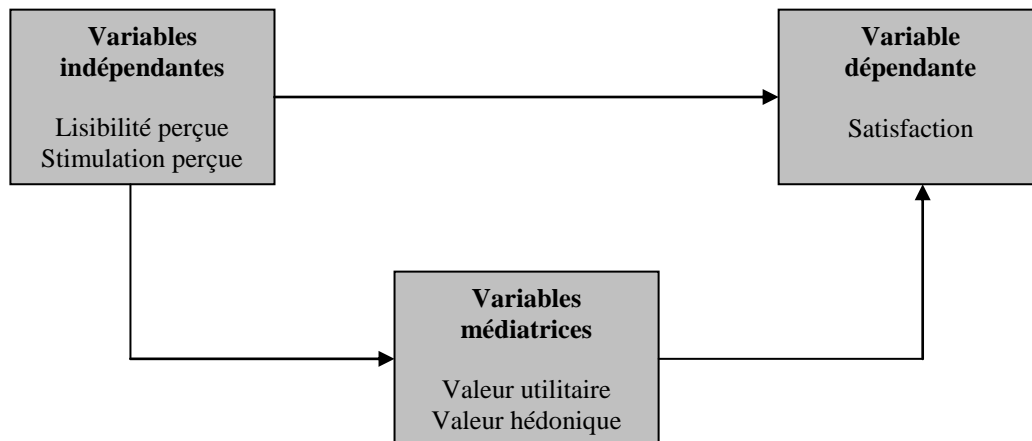 Variables
indépendantes
Lisibilité perçue
Stimulation perçue
Variable
dépendante
Satisfaction
Variables
médiatrices
Valeur utilitaire
Valeur hédonique